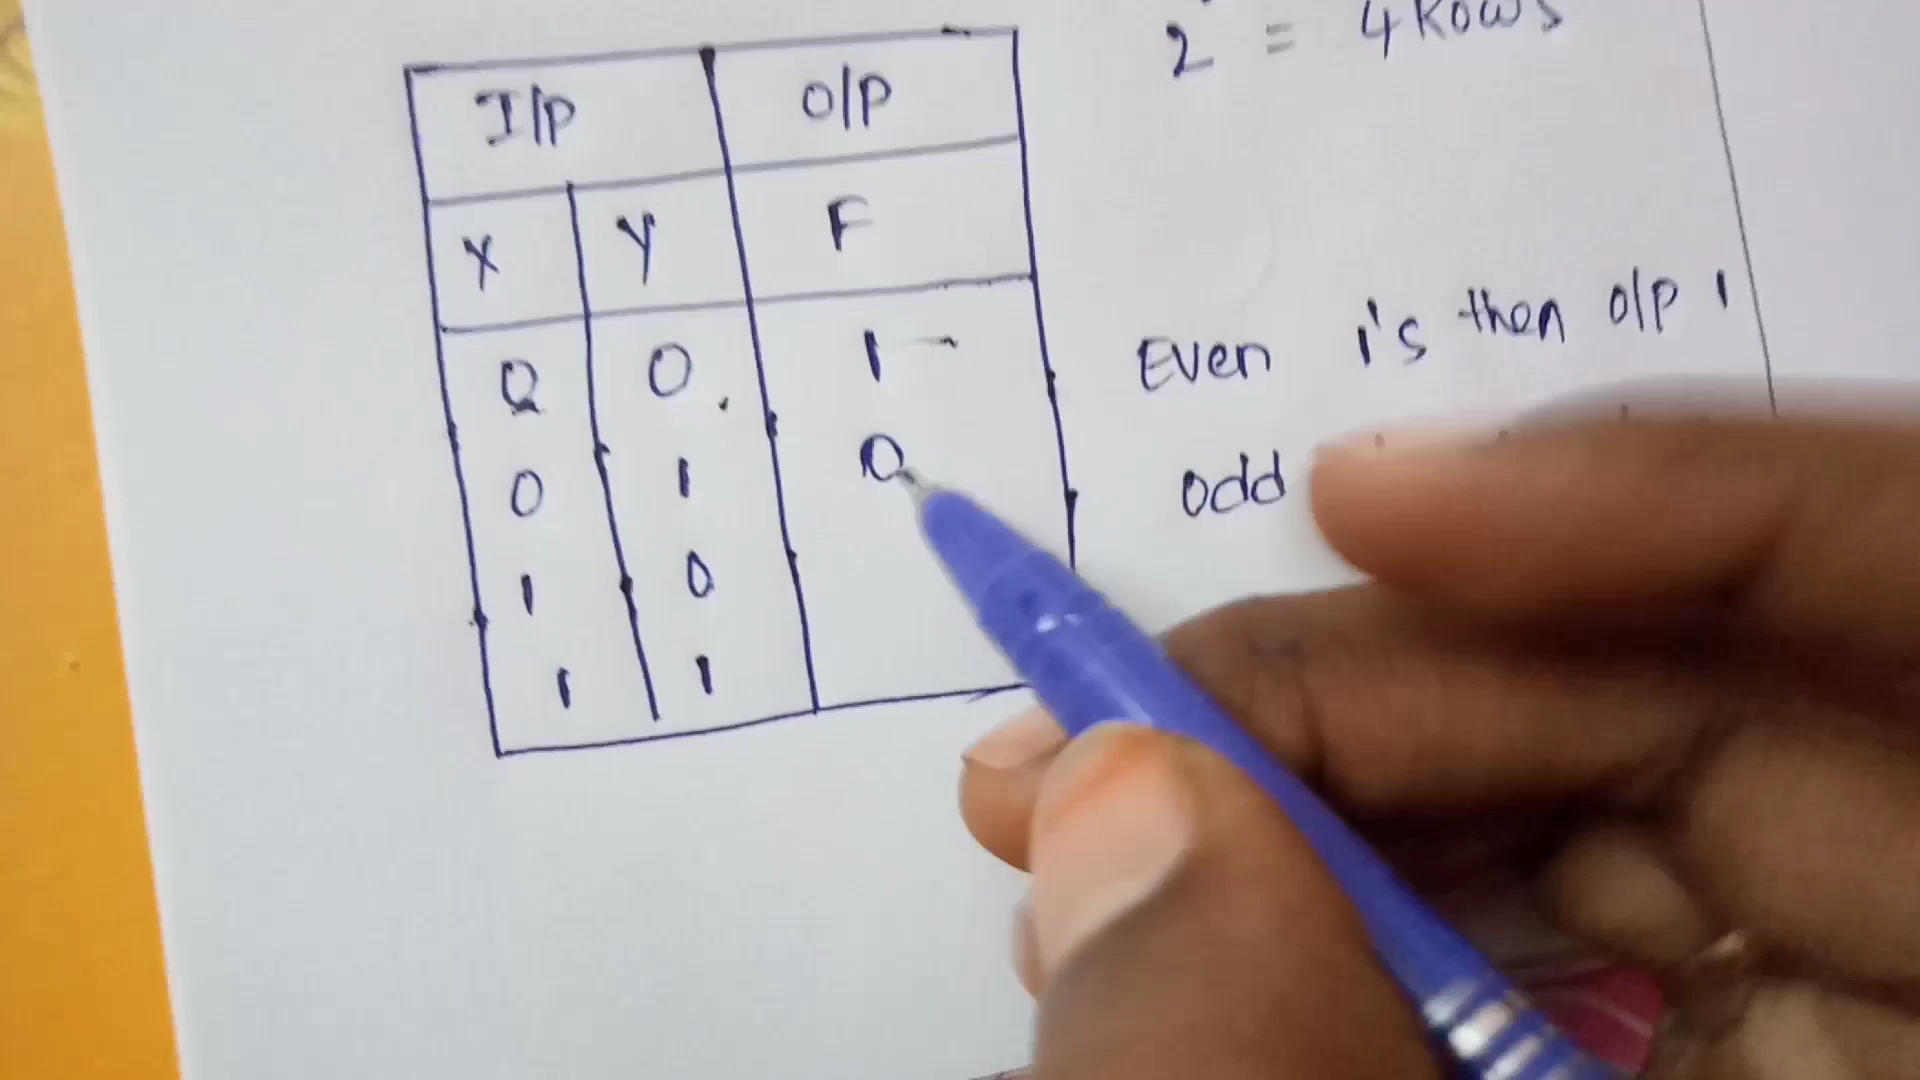 2 = 4 Rows
I/P O/P
X Y F
0 0 1
Even 1's then O/P 1
0 1 0
odd
1 0
1 1